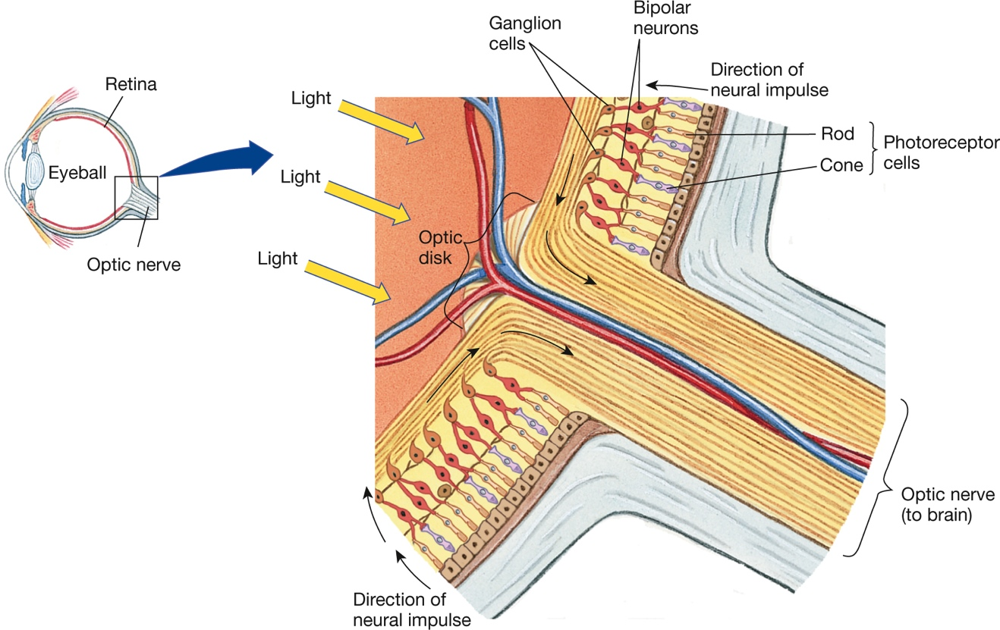 Retina
Eyeball
Optic nerve
Light
Light
Light
Ganglion
cells
Bipolar
neurons
Direction of
neural impulse
Rod
Cone
Photoreceptor
cells
Optic
disk
Optic nerve
(to brain)
Direction of
neural impulse